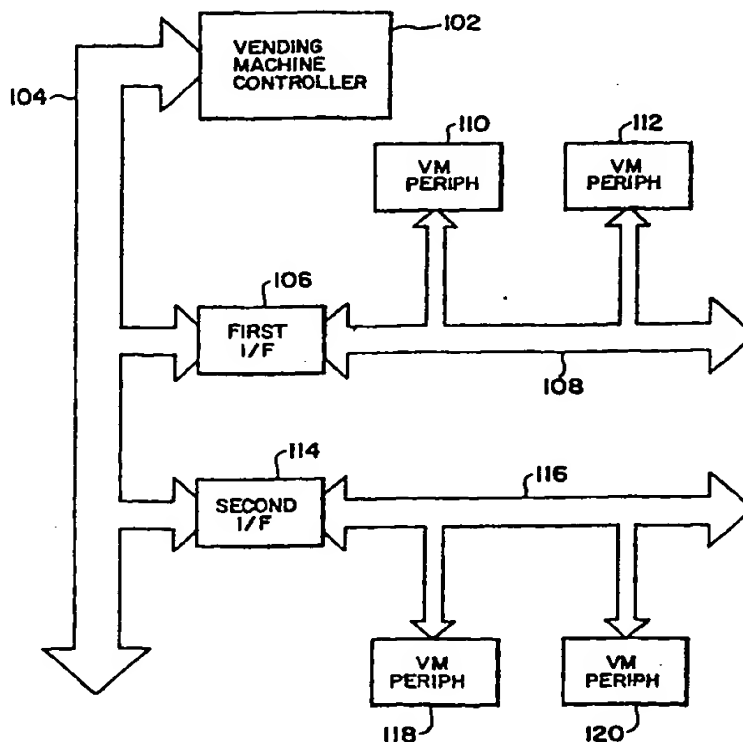 102
VENDING
MACHINE
CONTROLLER
104
110
112
VM
PERIPH
VM
PERIPH
106
FIRST
I/F
108
114
116
SECOND
I/F
VM
PERIPH
VM
PERIPH
118
120